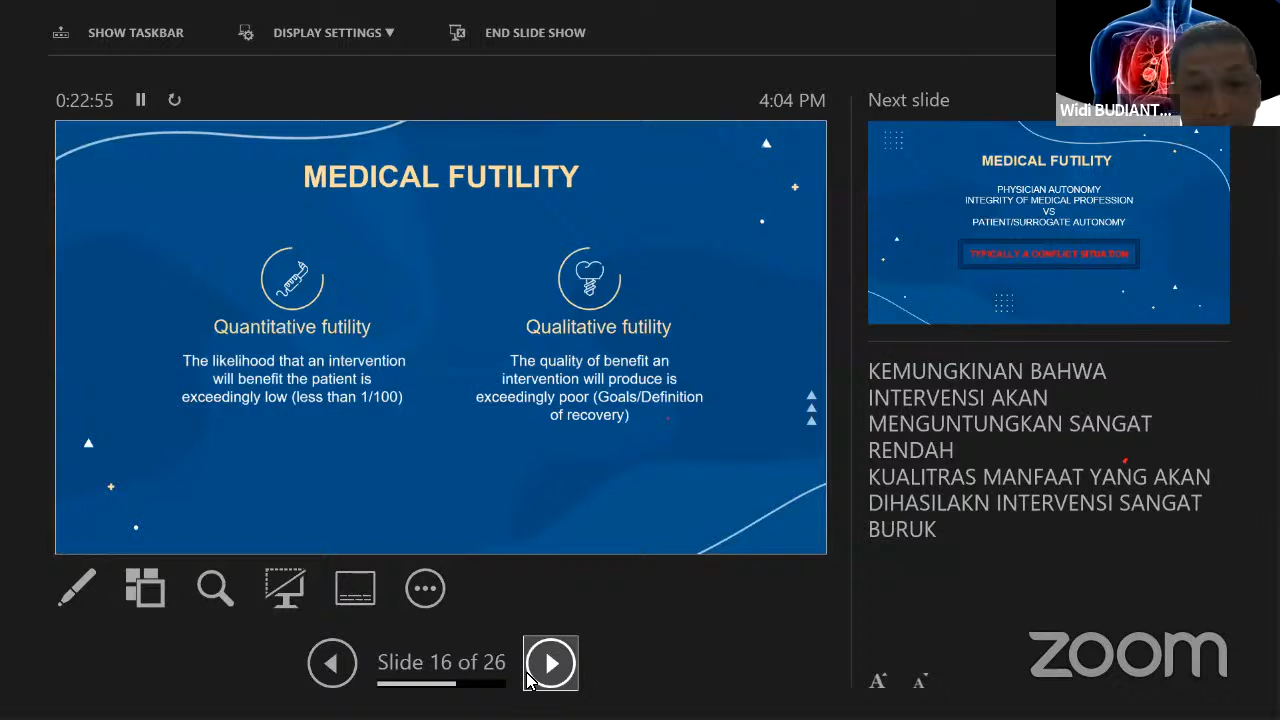 SHOW TASKBAR
DISPLAY SETTINGS ▼
END SLIDE SHOW
Widi BUDIANT...
0:22:55
4:04 PM
MEDICAL FUTILITY
Quantitative futility
The likelihood that an intervention
will benefit the patient is
exceedingly low (less than 1/100)
Qualitative futility
The quality of benefit an
intervention will produce is
exceedingly poor (Goals/Definition
of recovery)
Slide 16 of 26
Next slide
MEDICAL FUTILITY
PHYSICIAN AUTONOMY
INTEGRITY OF MEDICAL PROFESSION
VS
PATIENT/SURROGATE AUTONOMY
TYPICALLY A CONFLICT SITUATION
KEMUNGKINAN BAHWA
INTERVENSI AKAN
MENGUNTUNGKAN SANGAT
RENDAH
KUALITRAS MANFAAT YANG AKAN
DIHASILAKN INTERVENSI SANGAT
BURUK
A A
zoom